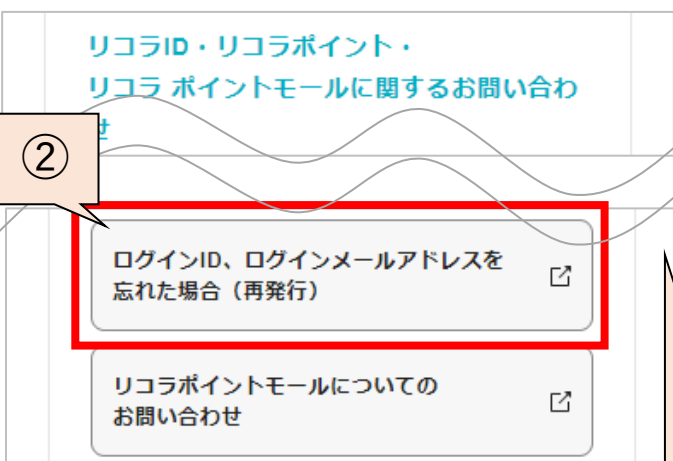 リコラID・リコラポイント・
リコラ ポイントモールに関するお問い合わ
せ
②
ログインID、ログインメールアドレスを
忘れた場合（再発行）
リコラポイントモールについての
お問い合わせ